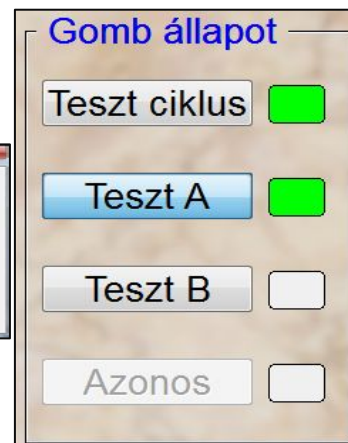 Gomb állapot
Teszt ciklus
Teszt A
Teszt B
Azonos